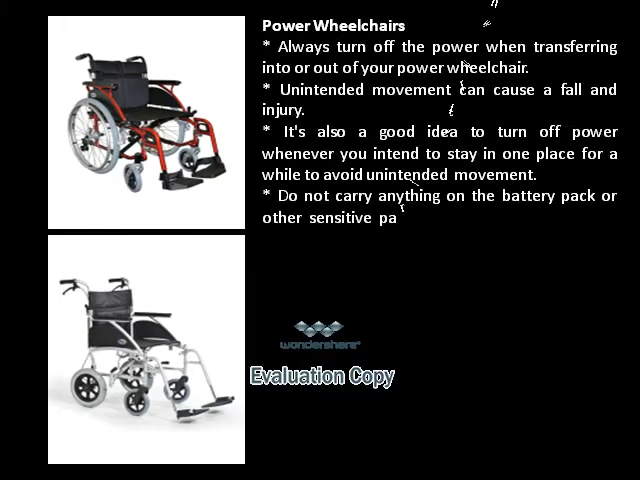 Power Wheelchairs
* Always turn off the power when transferring
into or out of your power wheelchair.
* Unintended movement can cause a fall and
injury.
* It's also a good idea to turn off power
whenever you intend to stay in one place for a
while to avoid unintended movement.
* Do not carry anything on the battery pack or
other sensitive pa
wondershare
Evaluation Copy